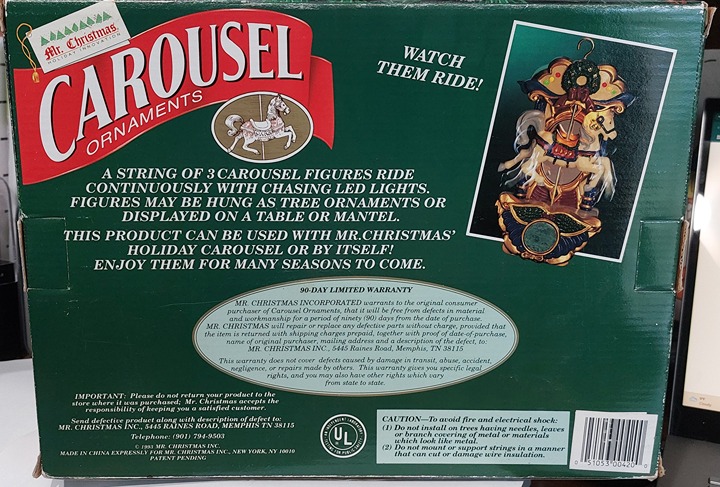 Mr. Christmas
HOLIDAY INNOVATION
CAROUSEL
ORNAMENTS
WATCH
THEM RIDE!
A STRING OF 3 CAROUSEL FIGURES RIDE
CONTINUOUSLY WITH CHASING LED LIGHTS.
FIGURES MAY BE HUNG AS TREE ORNAMENTS OR
DISPLAYED ON A TABLE OR MANTEL.
THIS PRODUCT CAN BE USED WITH MR.CHRISTMAS'
HOLIDAY CAROUSEL OR BY ITSELF!
ENJOY THEM FOR MANY SEASONS TO COME.
90-DAY LIMITED WARRANTY
MR. CHRISTMAS INCORPORATED warrants to the original consumer
purchaser of Carousel Ornaments, that it will be free from defects in material
and workmanship for a period of ninety (90) days from the date of purchase.
MR. CHRISTMAS will repair or replace any defective parts without charge, provided that
the item is returned with shipping charges prepaid, together with proof of date-of-purchase,
name of original purchaser, mailing address and a description of the defect, to:
MR. CHRISTMAS INC., 5445 Raines Road, Memphis, TN 38115
This warranty does not cover defects caused by damage in transit, abuse, accident,
negligence, or repairs made by others. This warranty gives you specific legal
rights, and you may also have other rights which vary
from state to state.
IMPORTANT: Please do not return your product to the
store where it was purchased; Mr. Christmas accepts the
responsibility of keeping you a satisfied customer.
Send defective product along with description of defect to:
MR. CHRISTMAS INC., 5445 RAINES ROAD, MEMPHIS TN 38115
Telephone: (901) 794-9503
© 1993 MR. CHRISTMAS INC.
MADE IN CHINA EXPRESSLY FOR MR. CHRISTMAS INC., NEW YORK, NY 10010
PATENT PENDING
UL
CAUTION—To avoid fire and electrical shock:
(1) Do not install on trees having needles, leaves
or branch covering of metal or materials
which look like metal.
(2) Do not mount or support strings in a manner
that can cut or damage wire insulation.
0 51053 00420 0